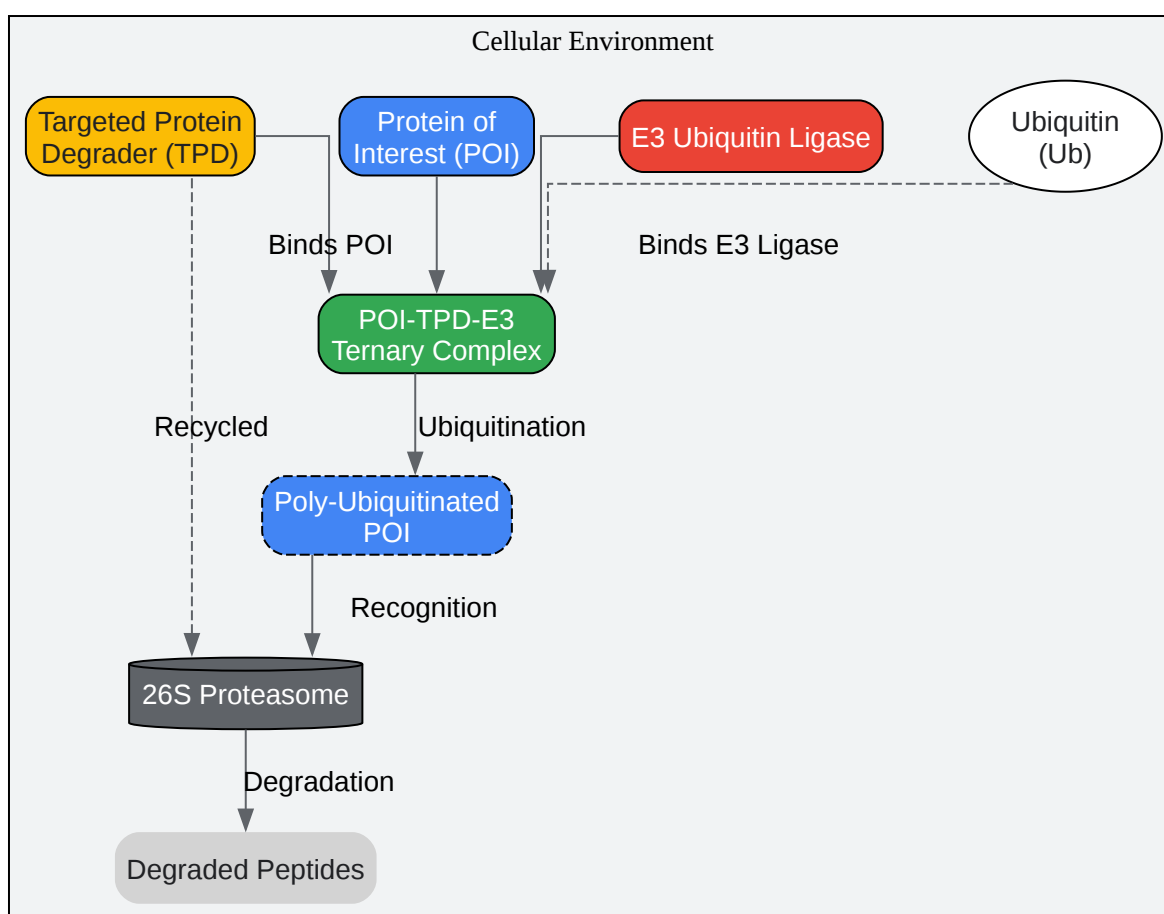 Cellular Environment
Targeted Protein
Degrader (TPD)
Protein of
Interest (POI)
E3 Ubiquitin Ligase
Ubiquitin
(Ub)
Binds POI
Binds E3 Ligase
POI-TPD-E3
Ternary Complex
Recycled
Ubiquitination
Poly-Ubiquitinated
POI
Recognition
26S Proteasome
Degradation
Degraded Peptides